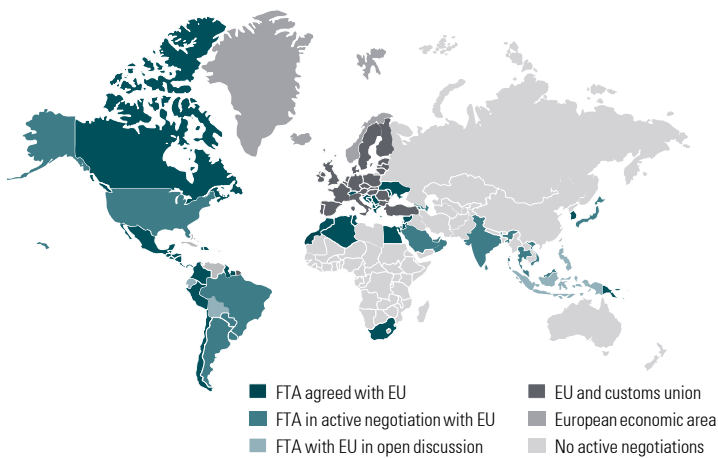 FTA agreed with EU
FTA in active negotiation with EU
FTA with EU in open discussion
EU and customs union
European economic area
No active negotiations